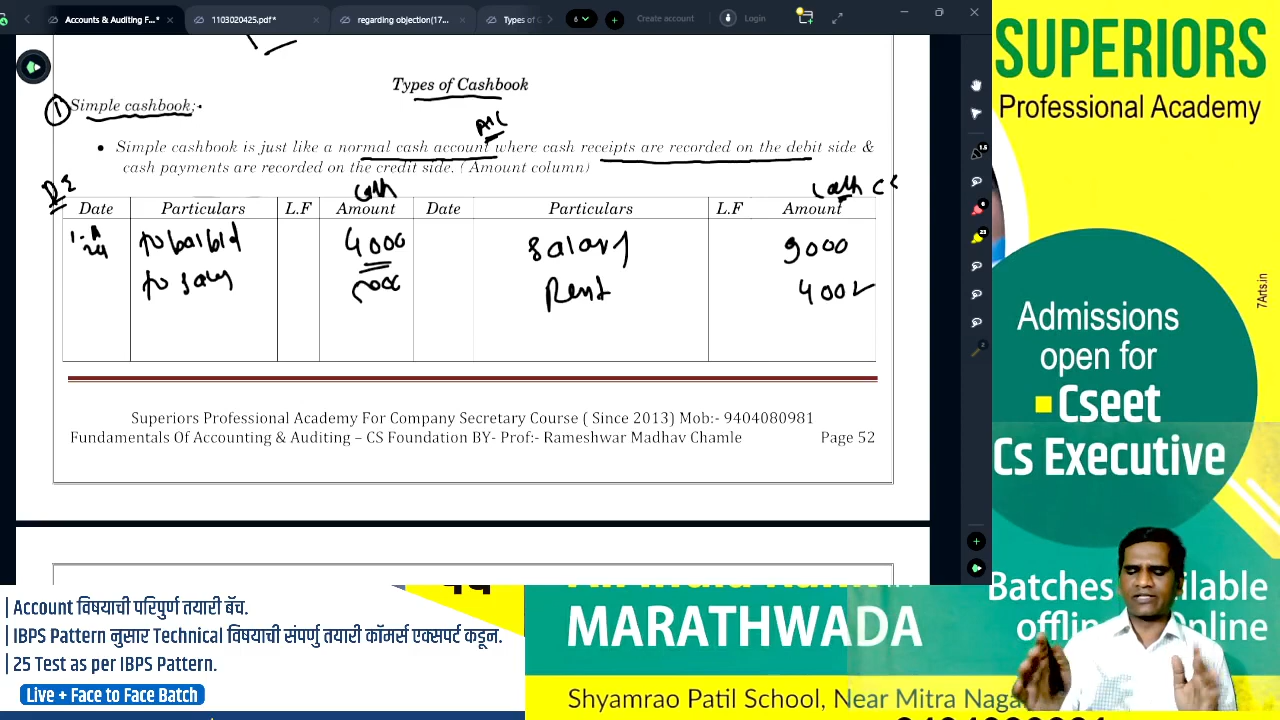 Accounts & Auditing F...*
1103020425.pdf*
regarding objection(17...
Types of
6
Create account
Login
Types of Cashbook
1 Simple cashbook;
A/C
• Simple cashbook is just like a normal cash account where cash receipts are recorded on the debit side &
cash payments are recorded on the credit side. ( Amount column)
Cash
Cash
Date Particulars L.F Amount Date Particulars L.F Amount
4000 Salary 9000
Rent
Superiors Professional Academy For Company Secretary Course ( Since 2013) Mob:- 9404080981
Fundamentals Of Accounting & Auditing – CS Foundation BY- Prof:- Rameshwar Madhav Chamle Page 52
SUPERIORS
Professional Academy
7Arts.in
Admissions
open for
Cseet
Cs Executive
Batches
| Account विषयाची परिपुर्ण तयारी बॅच.
| IBPS Pattern नुसार Technical विषयाची संपर्णु तयारी कॉमर्स एक्सपर्ट कडून.
| 25 Test as per IBPS Pattern.
Live + Face to Face Batch
MARATHWADA
Shyamrao Patil School, Near Mitra